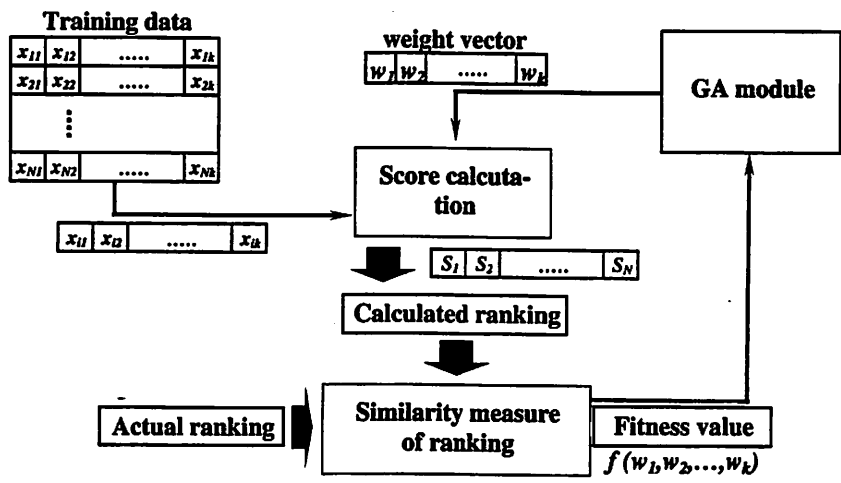 Training data
x11 x12 ..... x1k
x21 x22 ..... x2k
xN1 xN2 ..... xNk
weight vector
w1 w2 ..... wk
GA module
Score calcuta-
tion
xi1 xi2 ..... xik
S1 S2 ..... SN
Calculated ranking
Actual ranking
Similarity measure
of ranking
Fitness value
f (w1,w2,...,wk)